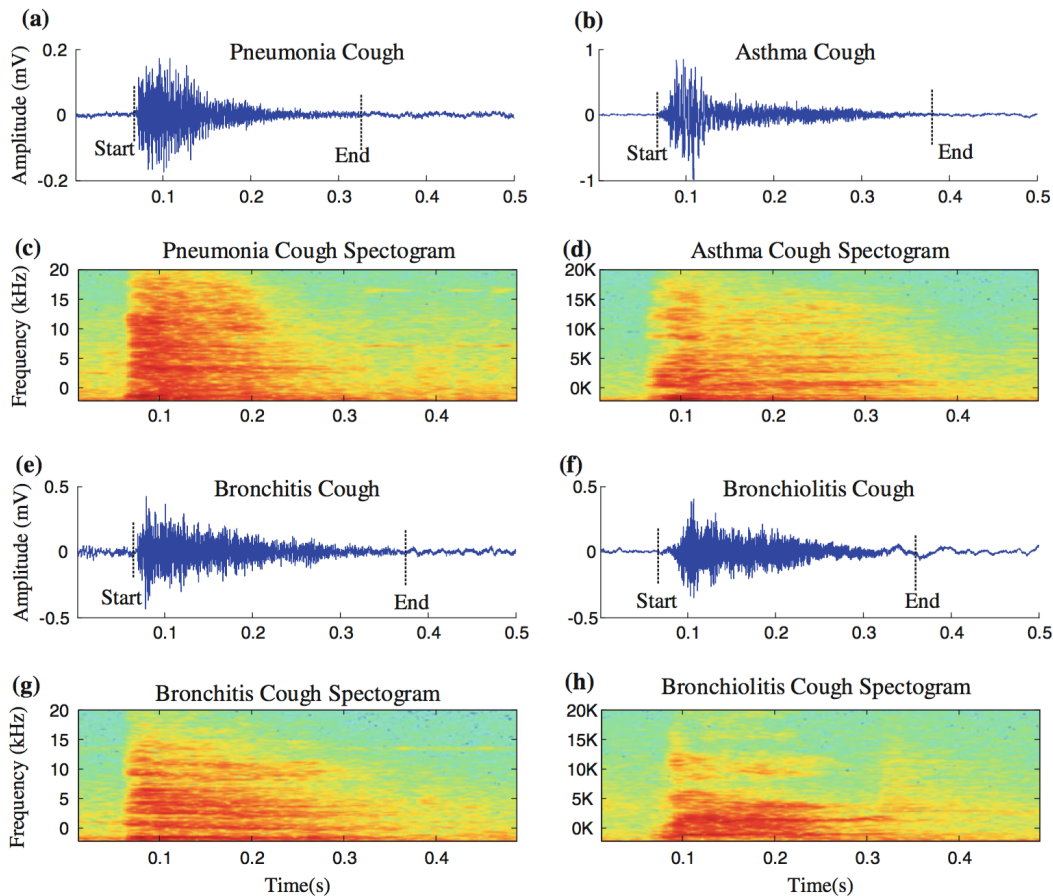 (a)
Pneumonia Cough
Amplitude (mV)
0.2
0
-0.2
Start
End
0.1 0.2 0.3 0.4 0.5
(b)
Asthma Cough
1
0
-1
Start
End
0.1 0.2 0.3 0.4 0.5
(c)
Pneumonia Cough Spectogram
Frequency (kHz)
20
15
10
5
0
0.1 0.2 0.3 0.4
(d)
Asthma Cough Spectogram
20K
15K
10K
5K
0K
0.1 0.2 0.3 0.4
(e)
Bronchitis Cough
Amplitude (mV)
0.5
0
-0.5
Start
End
0.1 0.2 0.3 0.4 0.5
(f)
Bronchiolitis Cough
0.5
0
-0.5
Start
End
0.1 0.2 0.3 0.4 0.5
(g)
Bronchitis Cough Spectogram
Frequency (kHz)
20
15
10
5
0
0.1 0.2 0.3 0.4
Time(s)
(h)
Bronchiolitis Cough Spectogram
20K
15K
10K
5K
0K
0.1 0.2 0.3 0.4
Time(s)